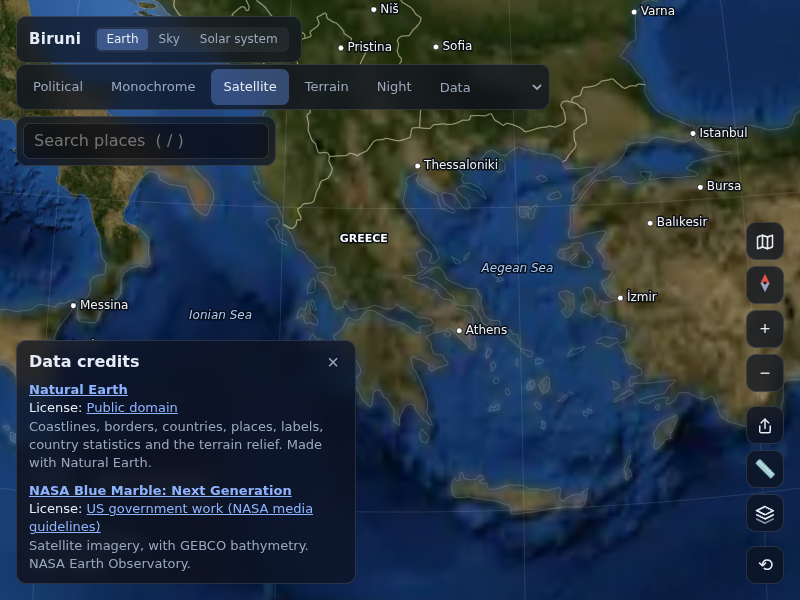 Niš
Varna
Biruni
Earth
Sky
Solar system
Pristina
Sofia
Political
Monochrome
Satellite
Terrain
Night
Data
Search places ( / )
Istanbul
Thessaloniki
Bursa
Balıkesir
GREECE
Aegean Sea
İzmir
Messina
Ionian Sea
Athens
+
−
Data credits
×
Natural Earth
License: Public domain
Coastlines, borders, countries, places, labels,
country statistics and the terrain relief. Made
with Natural Earth.
NASA Blue Marble: Next Generation
License: US government work (NASA media
guidelines)
Satellite imagery, with GEBCO bathymetry.
NASA Earth Observatory.